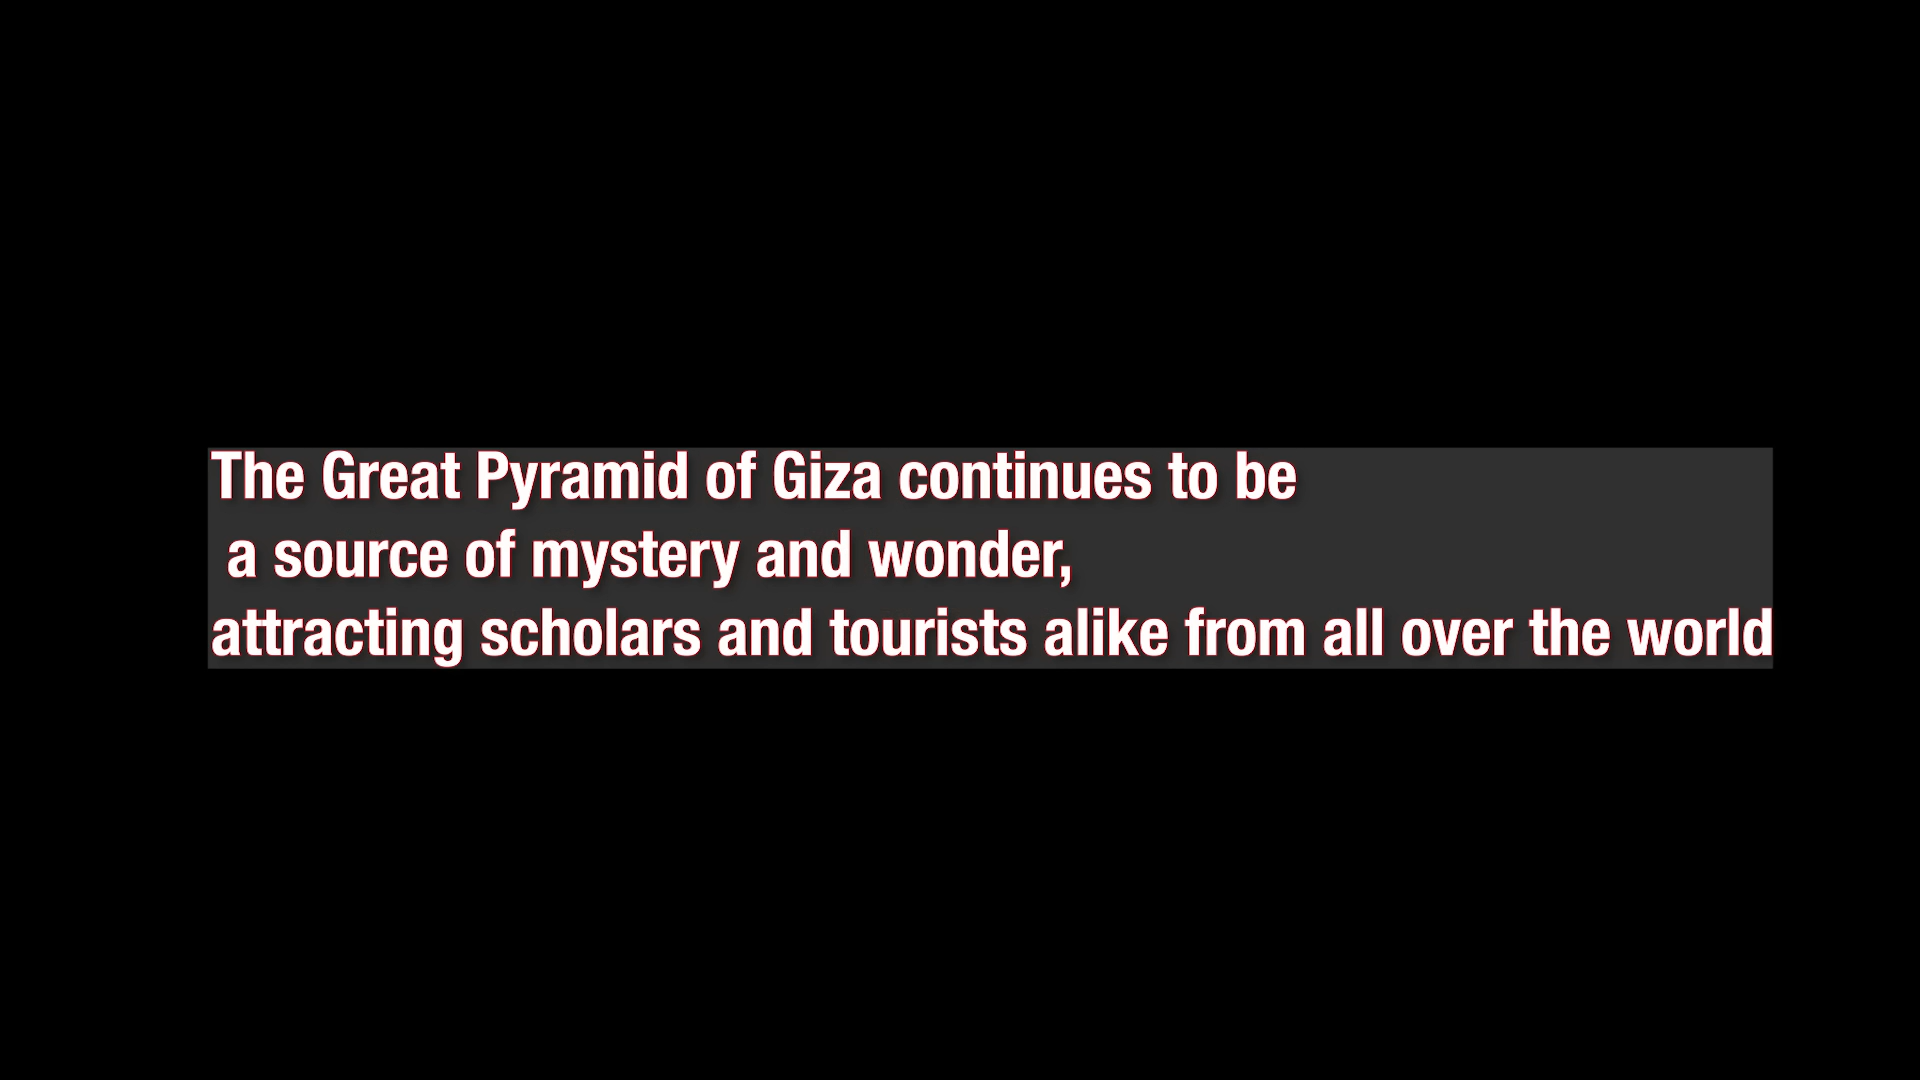 The Great Pyramid of Giza continues to be
a source of mystery and wonder,
attracting scholars and tourists alike from all over the world